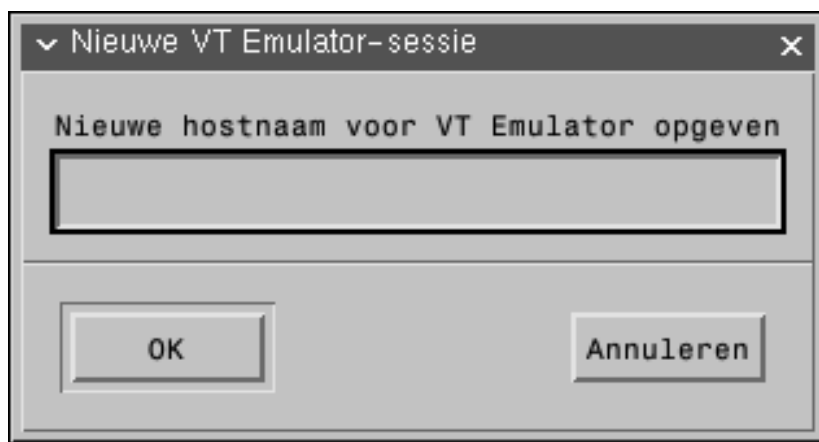 Nieuwe VT Emulator-sessie
Nieuwe hostnaam voor VT Emulator opgeven
OK
Annuleren